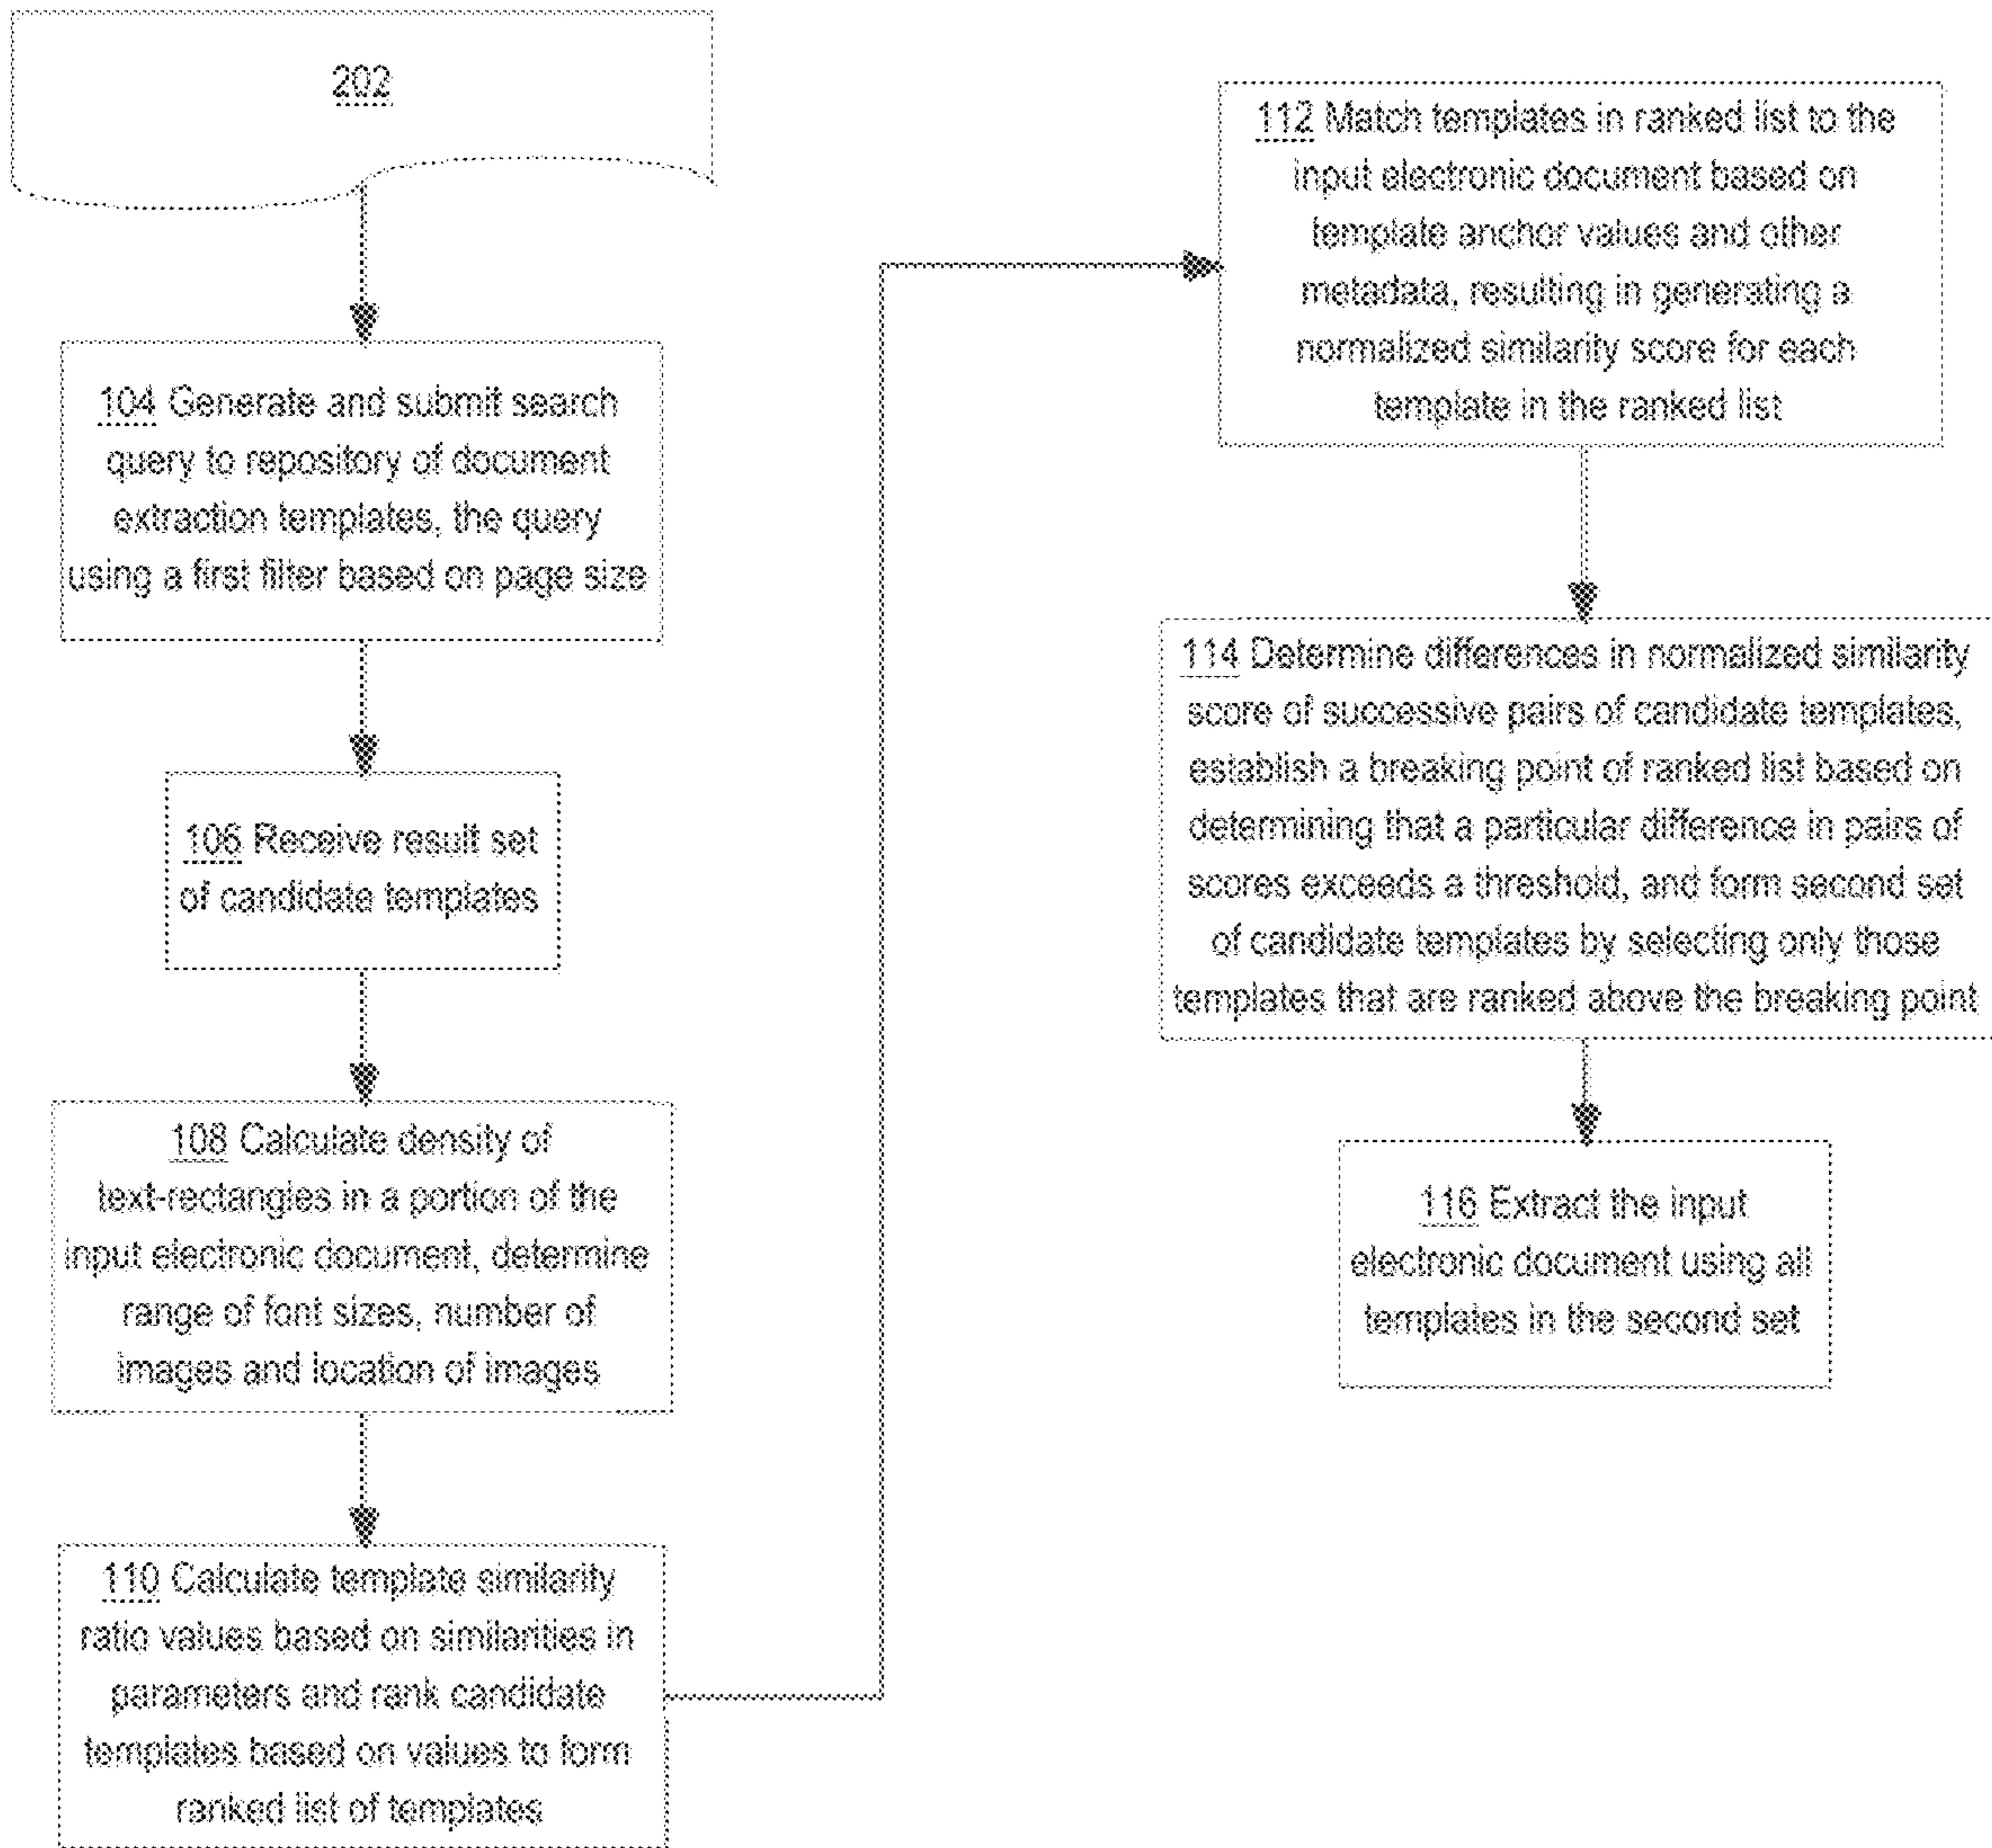 202
104 Generate and submit search
query to repository of document
extraction templates, the query
using a first filter based on page size
106 Receive result set
of candidate templates
108 Calculate density of
text-rectangles in a portion of the
input electronic document, determine
range of font sizes, number of
images and location of images
110 Calculate template similarity
ratio values based on similarities in
parameters and rank candidate
templates based on values to form
ranked list of templates
112 Match templates in ranked list to the
input electronic document based on
template anchor values and other
metadata, resulting in generating a
normalized similarity score for each
template in the ranked list
114 Determine differences in normalized similarity
score of successive pairs of candidate templates,
establish a breaking point of ranked list based on
determining that a particular difference in pairs of
scores exceeds a threshold, and form second set
of candidate templates by selecting only those
templates that are ranked above the breaking point
116 Extract the input
electronic document using all
templates in the second set